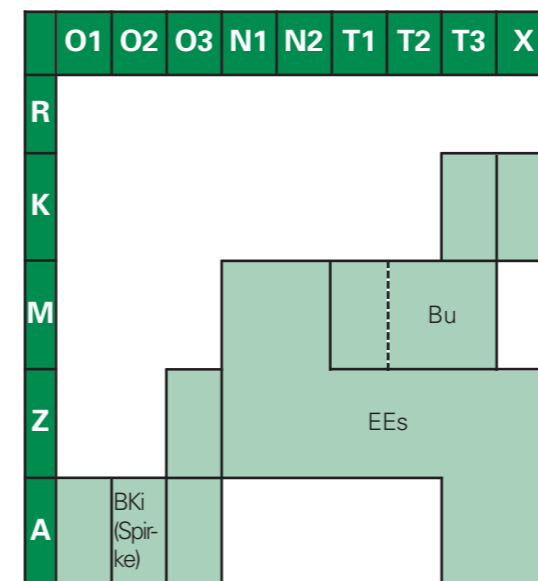 O1 O2 O3 N1 N2 T1 T2 T3 X
R
K
M Bu
Z EEs
A BKi
(Spir-
ke)